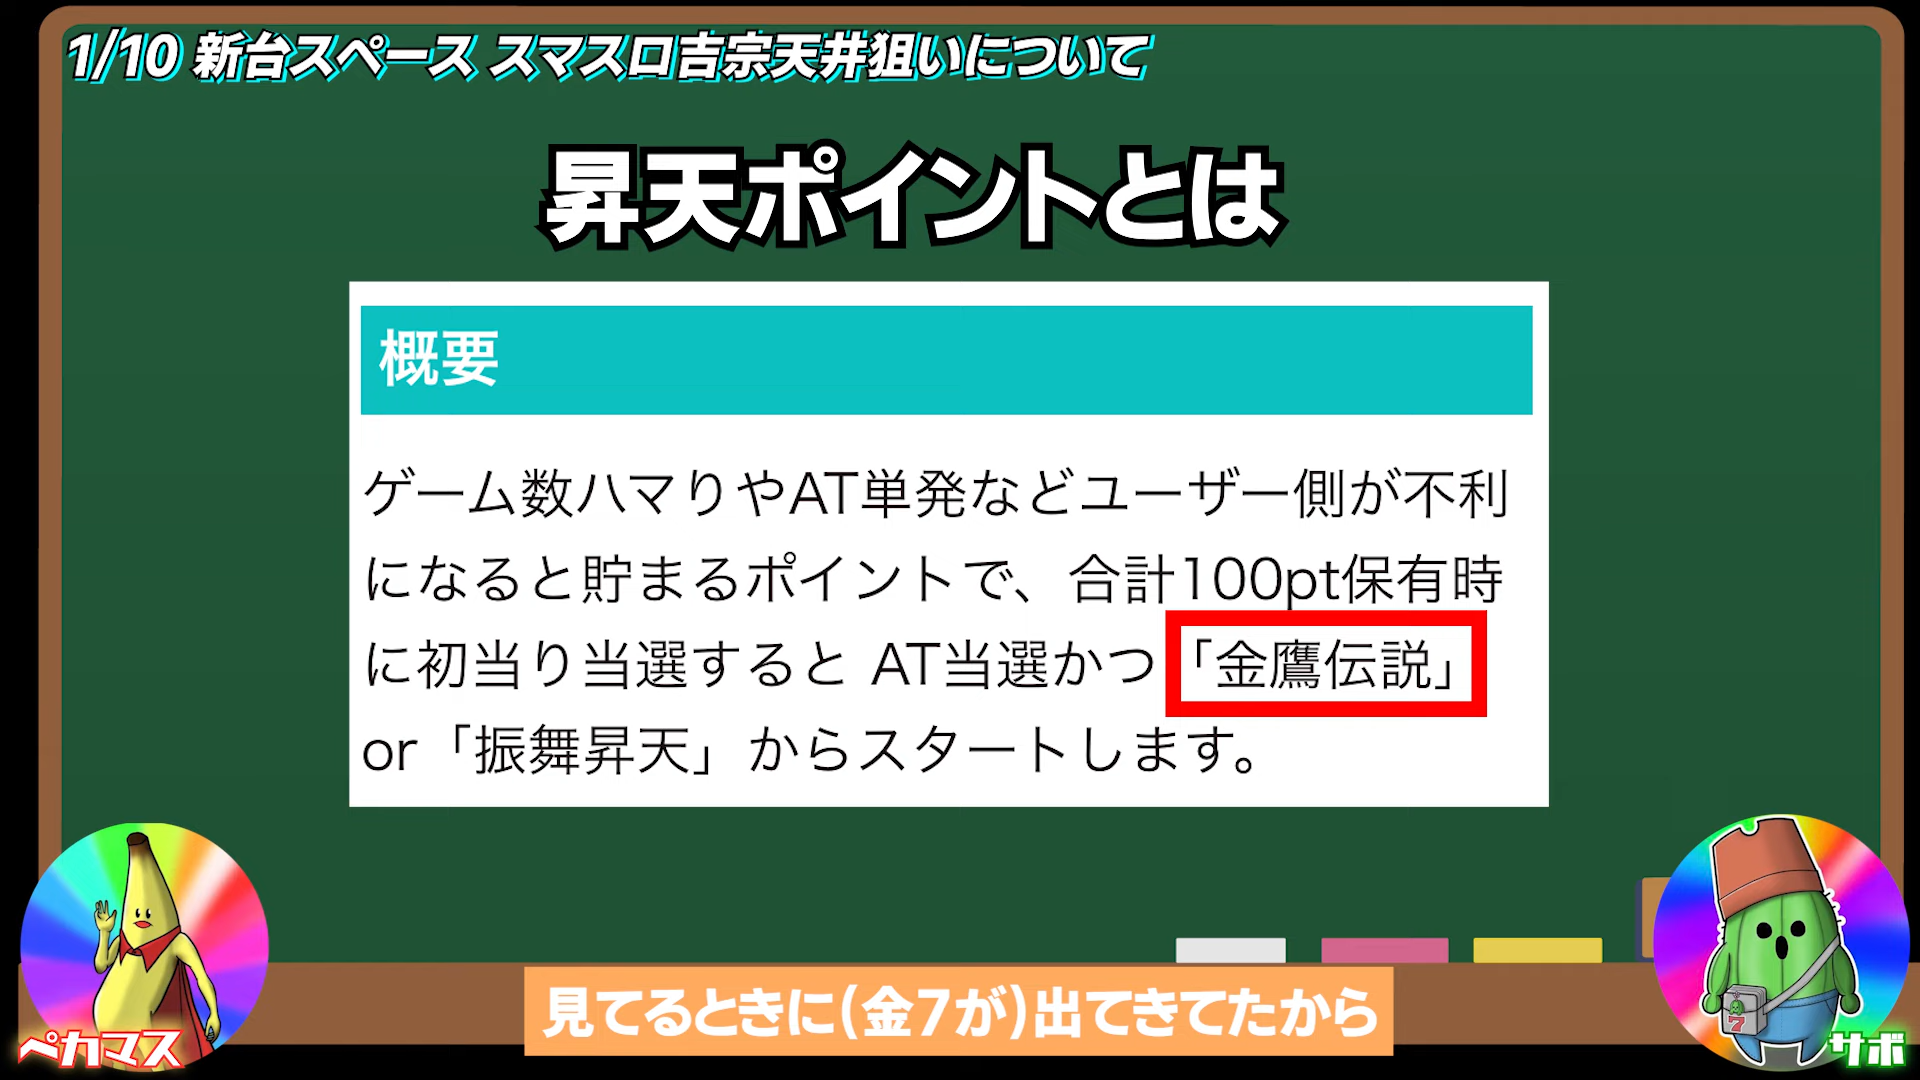 1/10 新台スペース スマスロ吉宗天井狙いについて
昇天ポイントとは
概要
ゲーム数ハマりやAT単発などユーザー側が不利
になると貯まるポイントで、合計100pt保有時
に初当り当選すると AT当選かつ「金鷹伝説」
or「振舞昇天」からスタートします。
見てるときに(金7が)出てきてたから
ペカマス
7
サボ